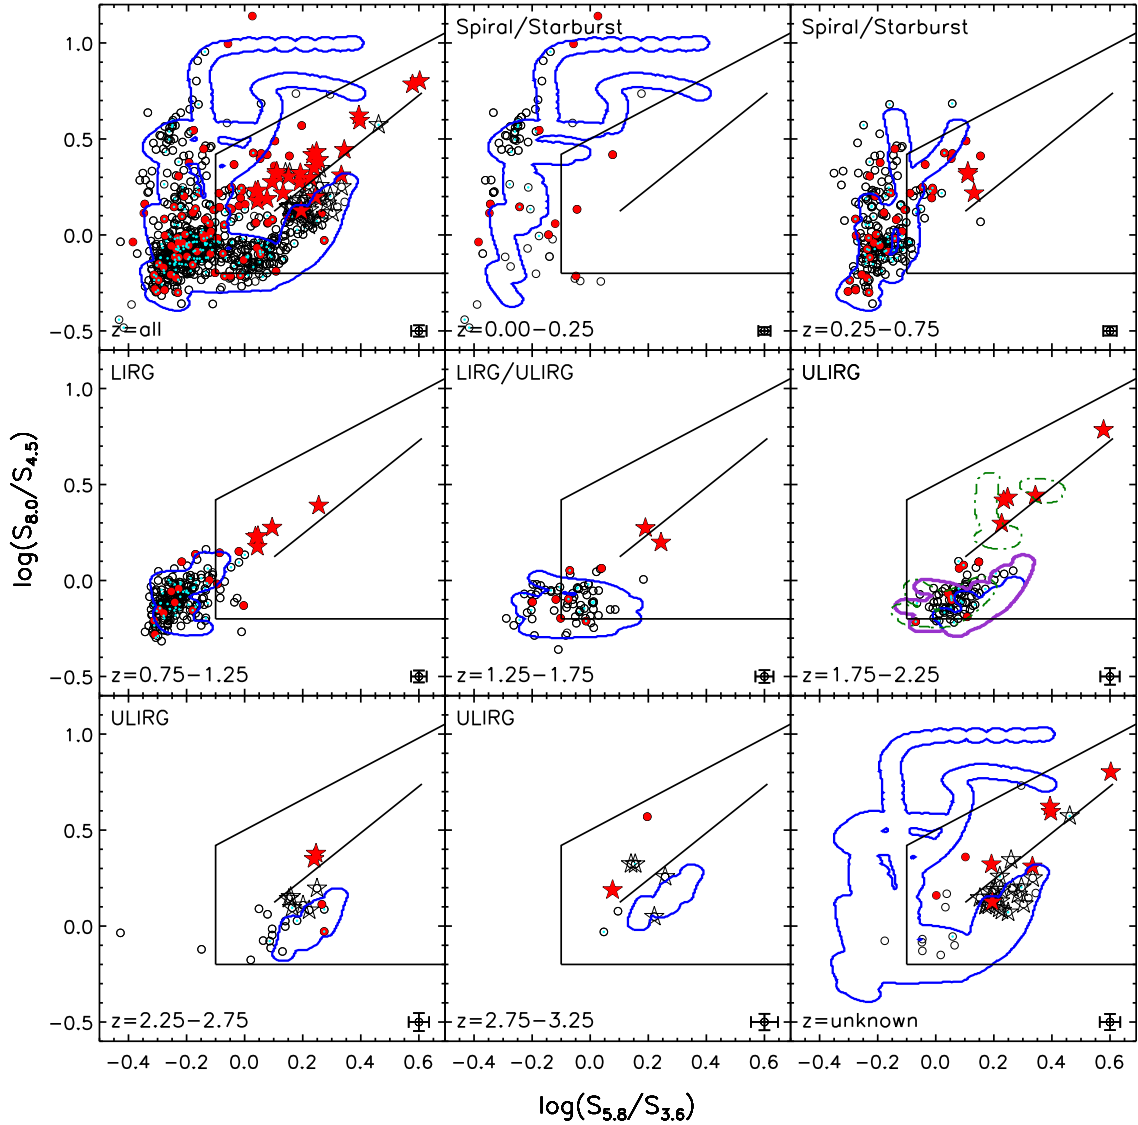 Spiral/Starburst
Spiral/Starburst
1.0
0.5
0.0
−0.5
z=all
z=0.00−0.25
z=0.25−0.75
LIRG
LIRG/ULIRG
ULIRG
1.0
0.5
0.0
−0.5
log(S8.0/S4.5)
z=0.75−1.25
z=1.25−1.75
z=1.75−2.25
ULIRG
ULIRG
1.0
0.5
0.0
−0.5
z=2.25−2.75
z=2.75−3.25
z=unknown
−0.4 −0.2 0.0 0.2 0.4
−0.4 −0.2 0.0 0.2 0.4
−0.4 −0.2 0.0 0.2 0.4 0.6
log(S5.8/S3.6)